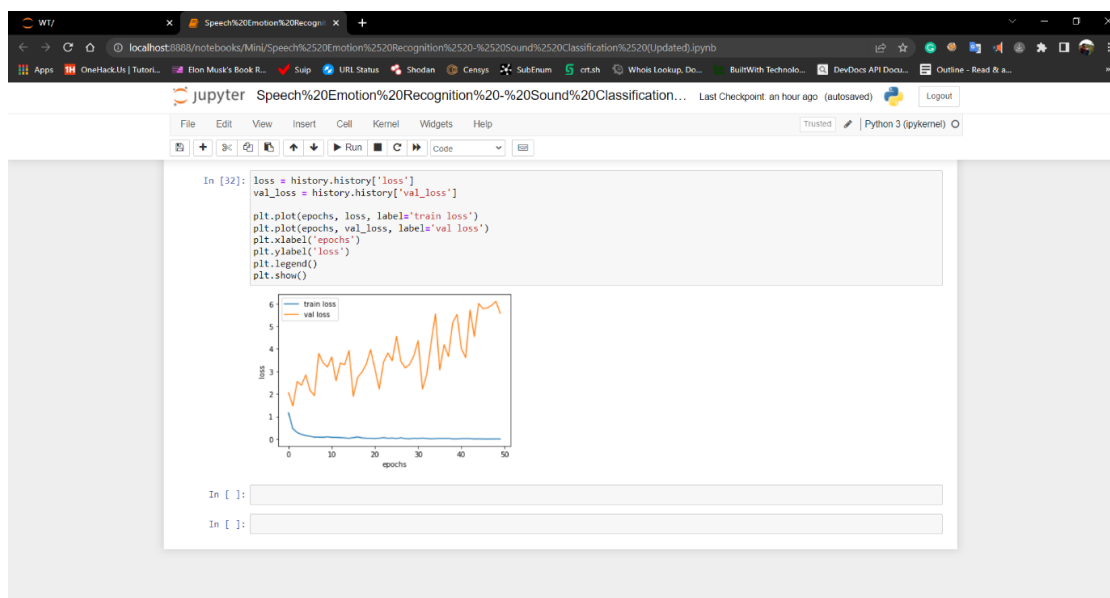 WT/
Speech%20Emotion%20Recognit
localhost:8888/notebooks/Mini/Speech%2520Emotion%2520Recognition%2520-%2520Sound%2520Classification%2520(Updated).ipynb
Apps OneHack.Us | Tutori... Elon Musk's Book R... Suip URL Status Shodan Censys SubEnum crt.sh Whois Lookup, Do... BuiltWith Technolo... DevDocs API Docu... Outline - Read & a...
jupyter Speech%20Emotion%20Recognition%20-%20Sound%20Classification... Last Checkpoint: an hour ago (autosaved) Logout
File Edit View Insert Cell Kernel Widgets Help Trusted Python 3 (ipykernel)
Run Code
In [32]: loss = history.history['loss']
val_loss = history.history['val_loss']
plt.plot(epochs, loss, label='train loss')
plt.plot(epochs, val_loss, label='val loss')
plt.xlabel('epochs')
plt.ylabel('loss')
plt.legend()
plt.show()
train loss
val loss
6
5
4
3
2
1
0
loss
0 10 20 30 40 50
epochs
In [ ]:
In [ ]: